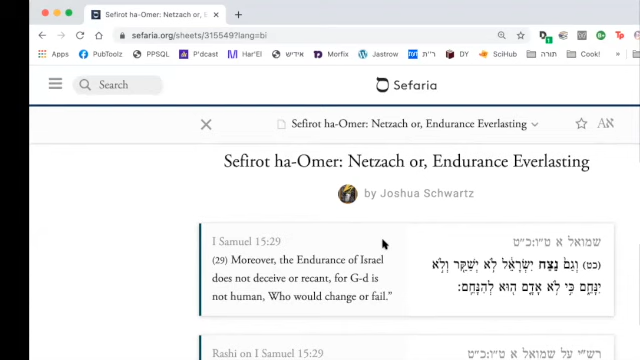 Sefirot ha-Omer: Netzach or, E
sefaria.org/sheets/315549?lang=bi
Apps PubToolz PPSQL P'dcast Har'El אידיש Morfix Jastrow ר״ת DY SciHub תורה Cook!
Search
Sefaria
Sefirot ha-Omer: Netzach or, Endurance Everlasting
Sefirot ha-Omer: Netzach or, Endurance Everlasting
by Joshua Schwartz
I Samuel 15:29
(29) Moreover, the Endurance of Israel
does not deceive or recant, for G-d is
not human, Who would change or fail.”
שמואל א ט״ו:כ״ט
(כט) וְגַם֙ נֵ֣צַח יִשְׂרָאֵ֔ל לֹ֥א יְשַׁקֵּ֖ר וְלֹ֣א
יִנָּחֵ֑ם כִּ֣י לֹ֥א אָדָ֛ם ה֖וּא לְהִנָּחֵֽם׃
Rashi on I Samuel 15:29
רש״י על שמואל א ט״ו:כ״ט